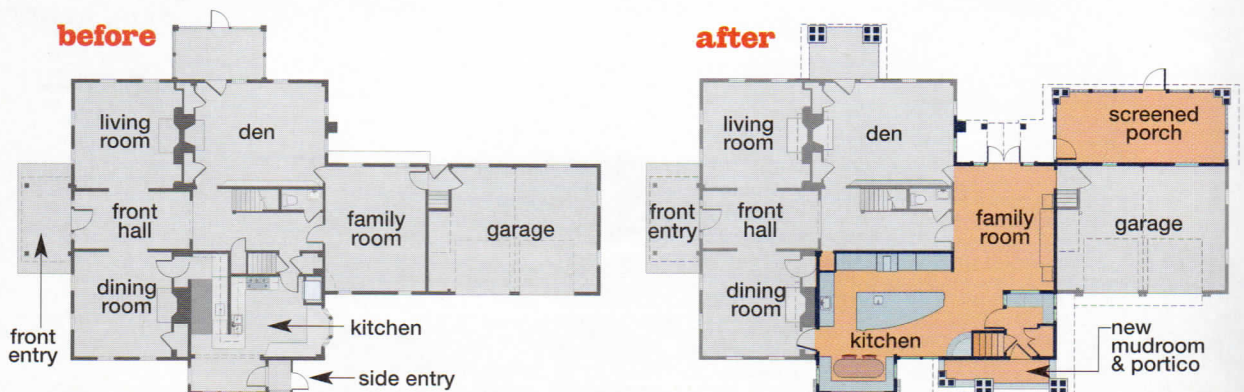 before
living
room
den
front
hall
family
room
garage
dining
room
front
entry
kitchen
side entry
after
screened
porch
living
room
den
front
entry
front
hall
family
room
garage
dining
room
kitchen
new
mudroom
& portico